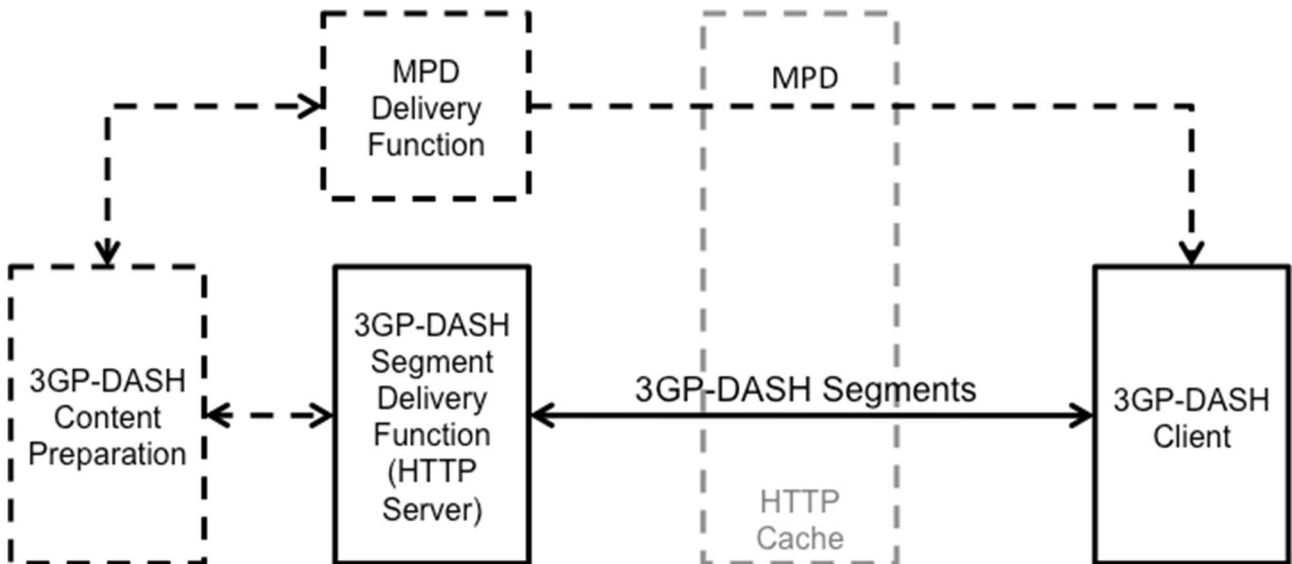 MPD
Delivery
Function
MPD
3GP-DASH
Content
Preparation
3GP-DASH
Segment
Delivery
Function
(HTTP
Server)
3GP-DASH Segments
HTTP
Cache
3GP-DASH
Client